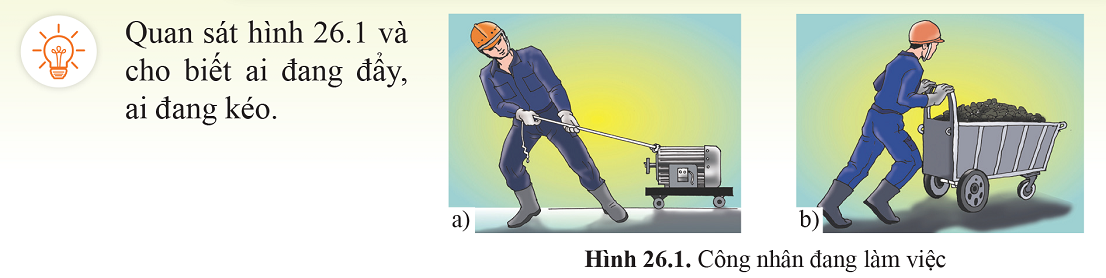 Quan sát hình 26.1 và
cho biết ai đang đẩy,
ai đang kéo.
a)
b)
Hình 26.1. Công nhân đang làm việc